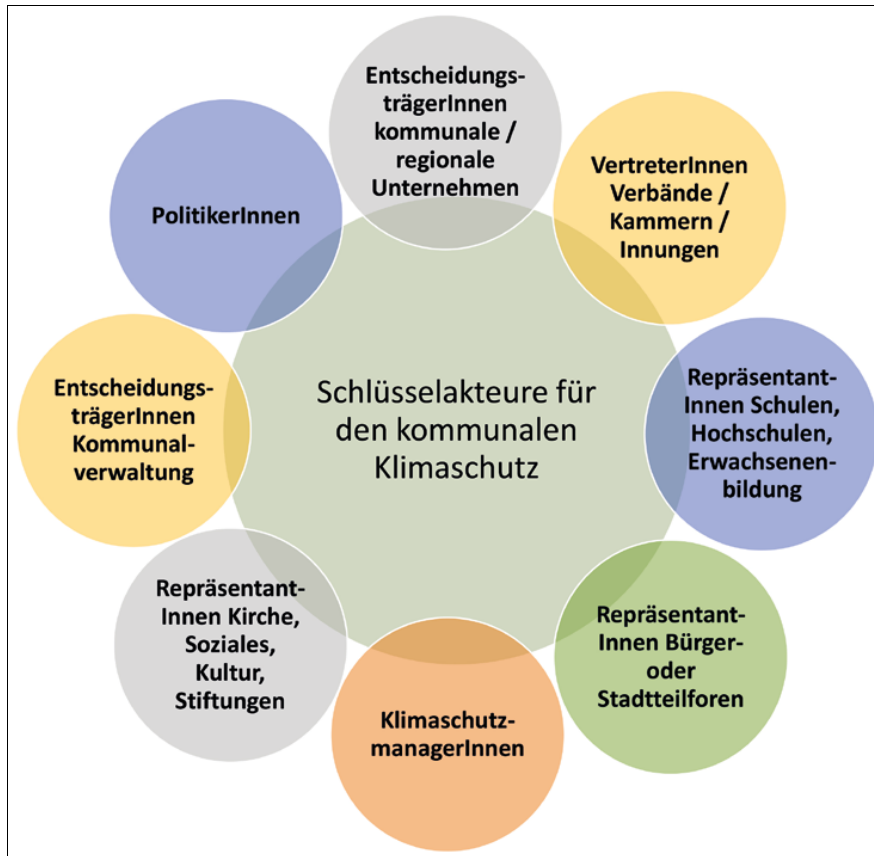 Entscheidungs-
trägerInnen
kommunale /
regionale
Unternehmen
VertreterInnen
Verbände /
Kammern /
Innungen
PolitikerInnen
Repräsentant-
Innen Schulen,
Hochschulen,
Erwachsenen-
bildung
Entscheidungs-
trägerInnen
Kommunal-
verwaltung
Schlüsselakteure für
den kommunalen
Klimaschutz
Repräsentant-
Innen Kirche,
Soziales,
Kultur,
Stiftungen
Repräsentant-
Innen Bürger-
oder
Stadtteilforen
Klimaschutz-
managerInnen